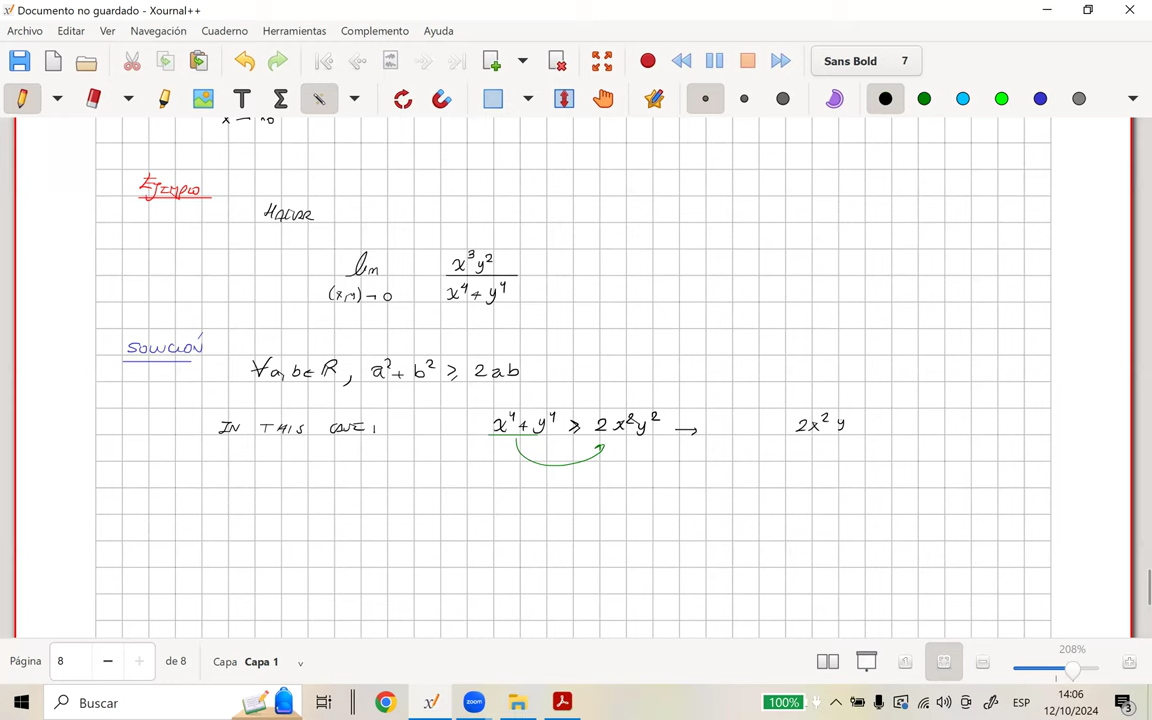 Documento no guardado - Xournal++
Archivo Editar Ver Navegación Cuaderno Herramientas Complemento Ayuda
Sans Bold 7
Ejemplo
Hallar
lim x³y²
(x,y)→0 x⁴+y⁴
SOLUCIÓN
∀a,b∈ℝ, a²+b² ≥ 2ab
IN THIS x⁴+y⁴ ≥ 2x²y² → 2x²y
Página 8 de 8 Capa Capa 1
208%
Buscar
zoom
100%
ESP
14:06
12/10/2024
3